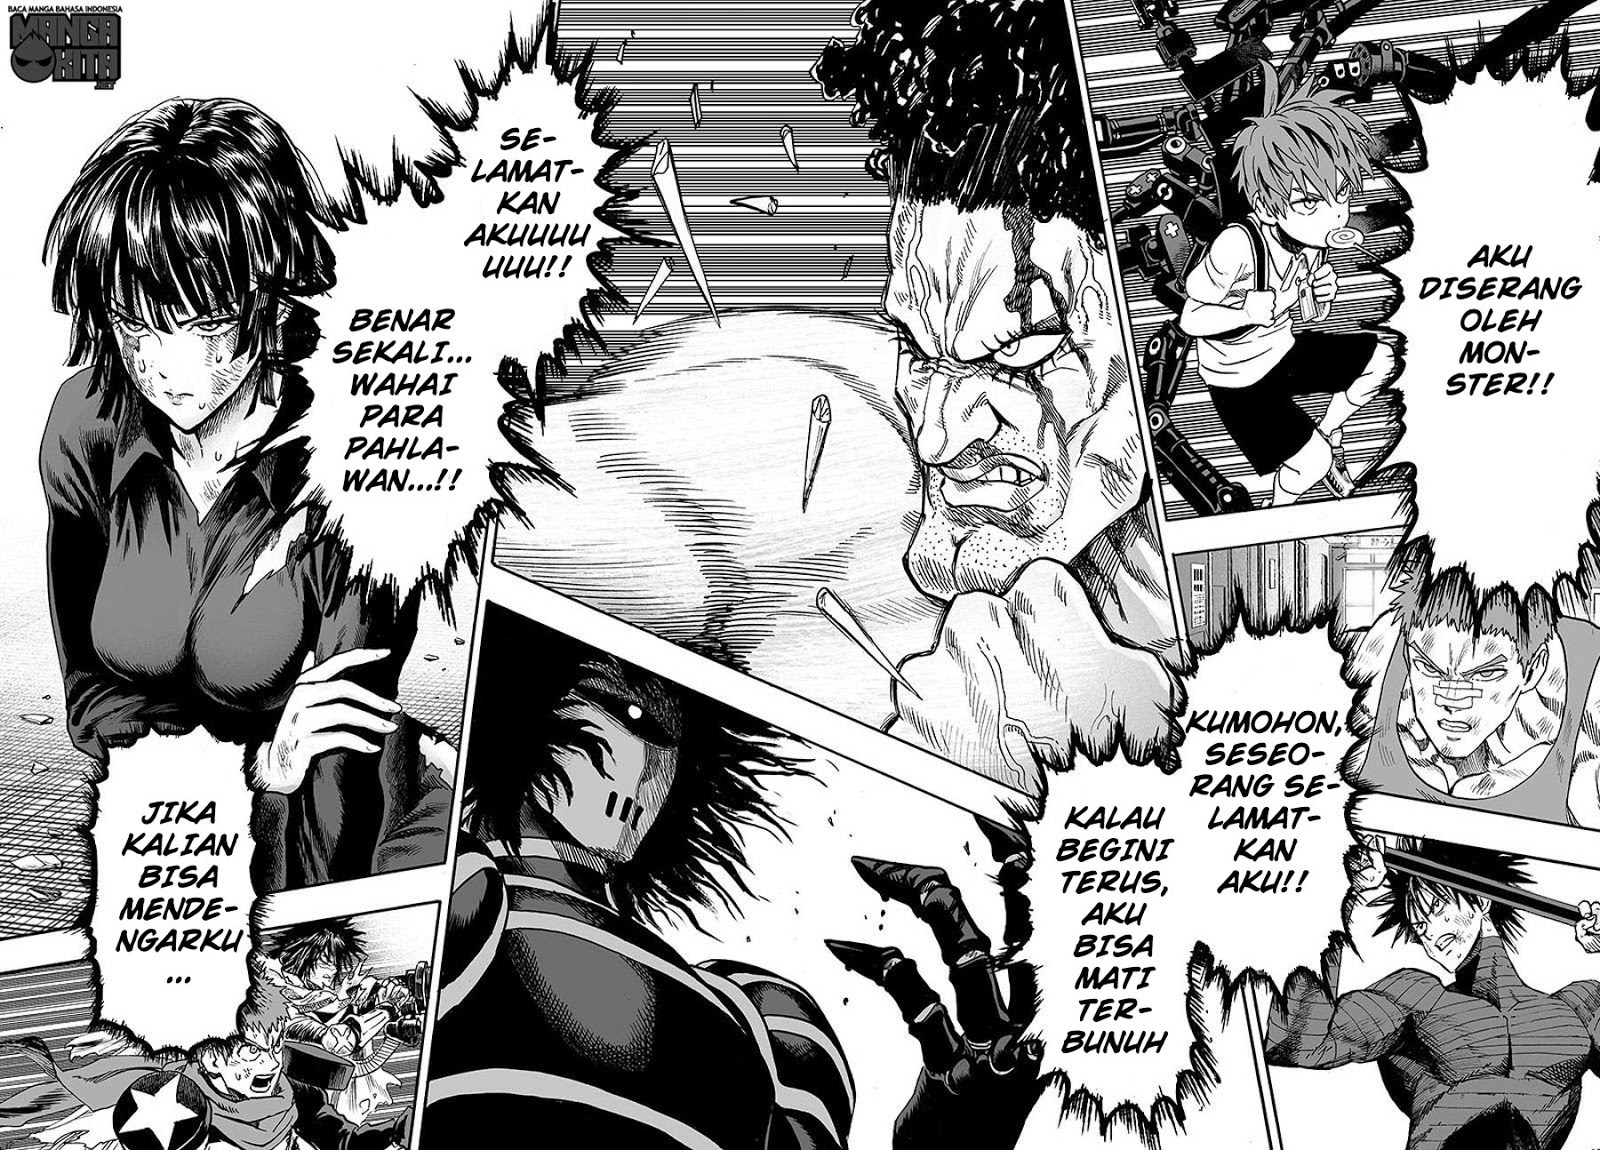 BACA MANGA BAHASA INDONESIA
MANGA
KITA
.NET
AKU
DISERANG
OLEH
MON-
STER!!
KUMOHON,
SESEO-
RANG SE-
LAMAT-
KAN
AKU!!
KALAU
BEGINI
TERUS,
AKU
BISA
MATI
TER-
BUNUH
SE-
LAMAT-
KAN
AKUUUU
UUU!!
BENAR
SEKALI...
WAHAI
PARA
PAHLA-
WAN...!!
JIKA
KALIAN
BISA
MENDE-
NGARKU
...